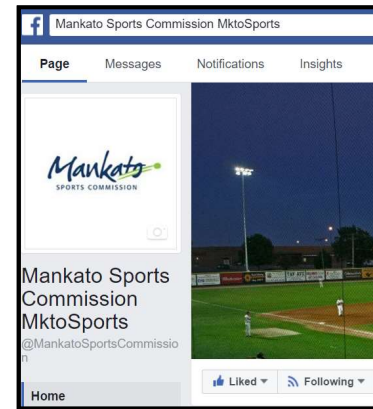 f Mankato Sports Commission MktoSports
Page Messages Notifications Insights
Mankato
SPORTS COMMISSION
Mankato Sports
Commission
MktoSports
@MankatoSportsCommissio
n
Liked Following
Home